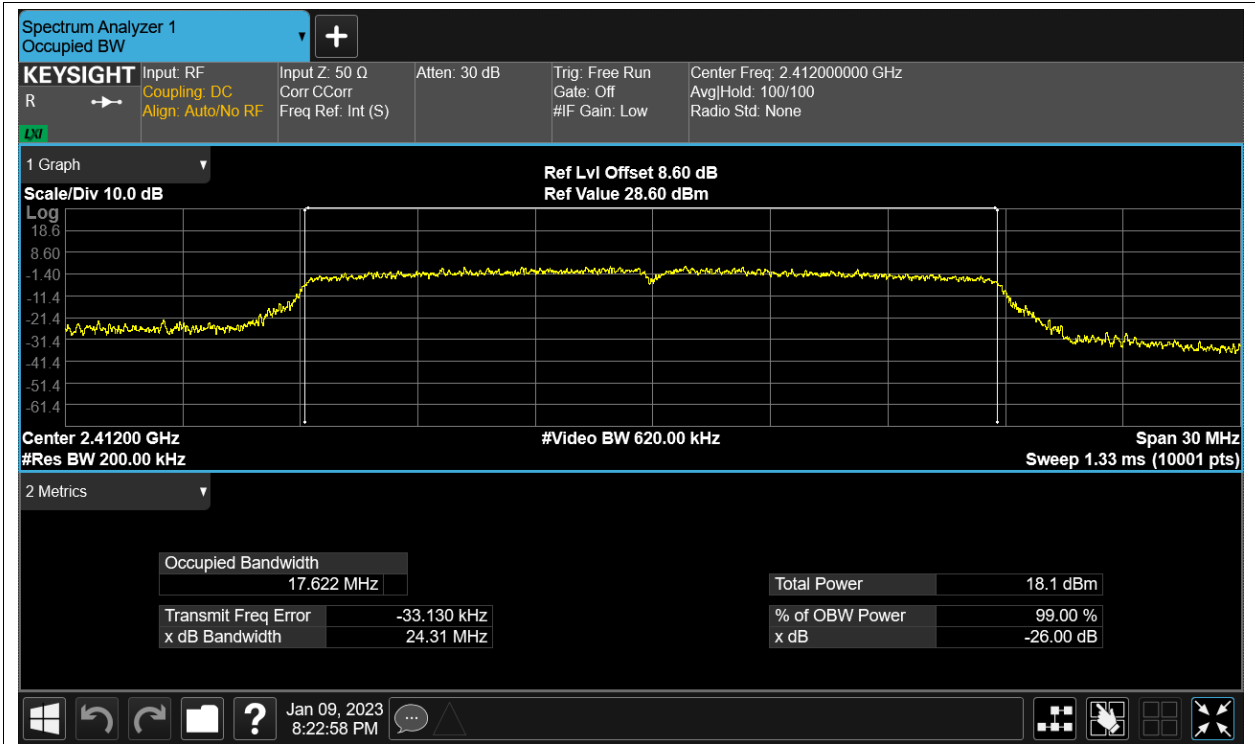 Spectrum Analyzer 1
Occupied BW
KEYSIGHT
R
LXI
Input: RF
Coupling: DC
Align: Auto/No RF
Input Z: 50 Ω
Corr CCorr
Freq Ref: Int (S)
Atten: 30 dB
Trig: Free Run
Gate: Off
#IF Gain: Low
Center Freq: 2.412000000 GHz
Avg|Hold: 100/100
Radio Std: None
1 Graph
Scale/Div 10.0 dB
Ref Lvl Offset 8.60 dB
Ref Value 28.60 dBm
Log
18.6
8.60
-1.40
-11.4
-21.4
-31.4
-41.4
-51.4
-61.4
Center 2.41200 GHz
#Res BW 200.00 kHz
#Video BW 620.00 kHz
Span 30 MHz
Sweep 1.33 ms (10001 pts)
2 Metrics
Occupied Bandwidth
17.622 MHz
Transmit Freq Error -33.130 kHz
x dB Bandwidth 24.31 MHz
Total Power 18.1 dBm
% of OBW Power 99.00 %
x dB -26.00 dB
?
Jan 09, 2023
8:22:58 PM